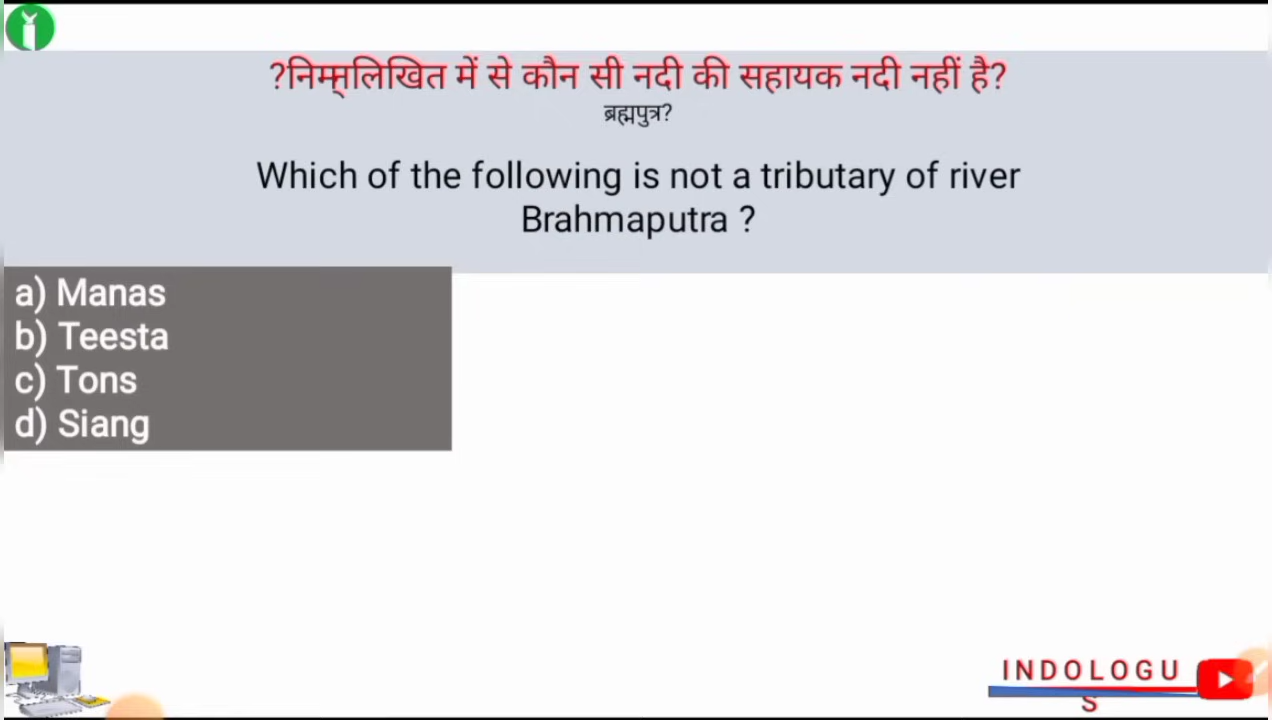 ?निम्म्नलिखित में से कौन सी नदी की सहायक नदी नहीं है?
ब्रह्मपुत्र?
Which of the following is not a tributary of river
Brahmaputra ?
a) Manas
b) Teesta
c) Tons
d) Siang
INDOLOGU
S